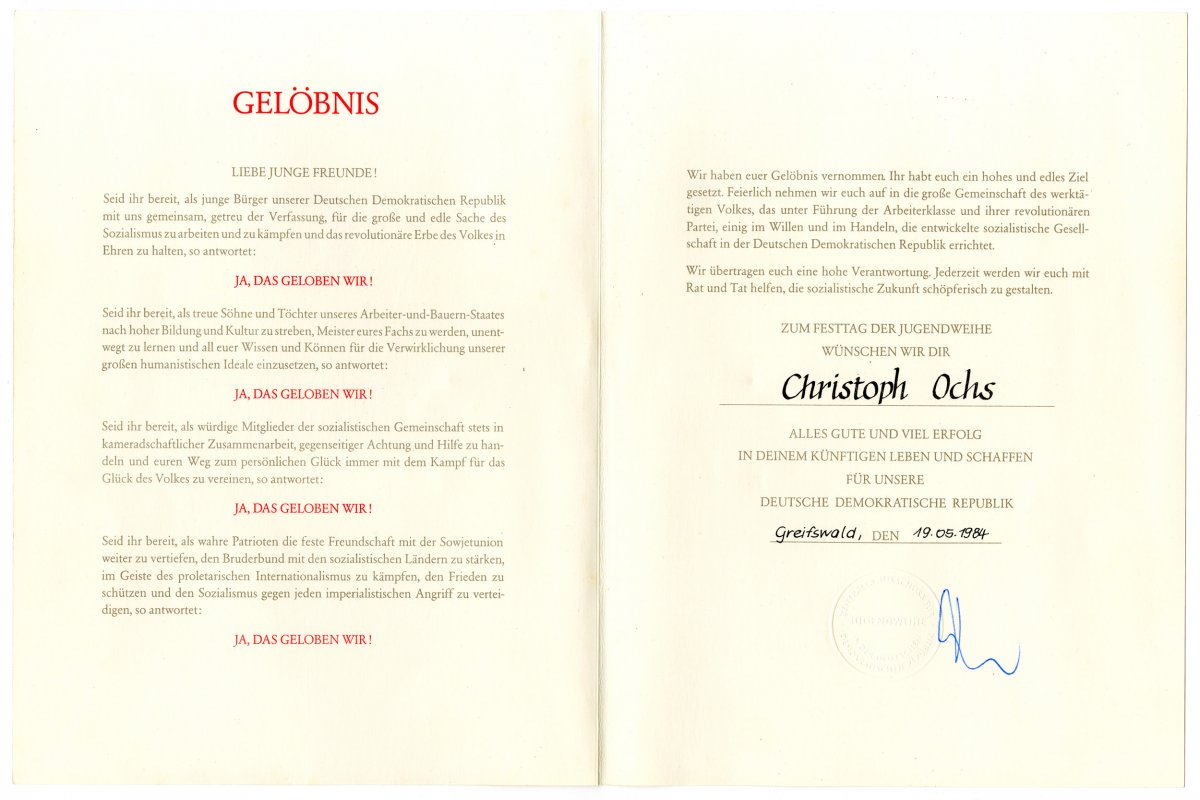 GELÖBNIS
LIEBE JUNGE FREUNDE!
Seid ihr bereit, als junge Bürger unserer Deutschen Demokratischen Republik
mit uns gemeinsam, getreu der Verfassung, für die große und edle Sache des
Sozialismus zu arbeiten und zu kämpfen und das revolutionäre Erbe des Volkes in
Ehren zu halten, so antwortet:
JA, DAS GELOBEN WIR!
Seid ihr bereit, als treue Söhne und Töchter unseres Arbeiter-und-Bauern-Staates
nach hoher Bildung und Kultur zu streben, Meister eures Fachs zu werden, unent-
wegt zu lernen und all euer Wissen und Können für die Verwirklichung unserer
großen humanistischen Ideale einzusetzen, so antwortet:
JA, DAS GELOBEN WIR!
Seid ihr bereit, als würdige Mitglieder der sozialistischen Gemeinschaft stets in
kameradschaftlicher Zusammenarbeit, gegenseitiger Achtung und Hilfe zu han-
deln und euren Weg zum persönlichen Glück immer mit dem Kampf für das
Glück des Volkes zu vereinen, so antwortet:
JA, DAS GELOBEN WIR!
Seid ihr bereit, als wahre Patrioten die feste Freundschaft mit der Sowjetunion
weiter zu vertiefen, den Bruderbund mit den sozialistischen Ländern zu stärken,
im Geiste des proletarischen Internationalismus zu kämpfen, den Frieden zu
schützen und den Sozialismus gegen jeden imperialistischen Angriff zu vertei-
digen, so antwortet:
JA, DAS GELOBEN WIR!
Wir haben euer Gelöbnis vernommen. Ihr habt euch ein hohes und edles Ziel
gesetzt. Feierlich nehmen wir euch auf in die große Gemeinschaft des werktä-
tigen Volkes, das unter Führung der Arbeiterklasse und ihrer revolutionären
Partei, einig im Willen und im Handeln, die entwickelte sozialistische Gesell-
schaft in der Deutschen Demokratischen Republik errichtet.
Wir übertragen euch eine hohe Verantwortung. Jederzeit werden wir euch mit
Rat und Tat helfen, die sozialistische Zukunft schöpferisch zu gestalten.
ZUM FESTTAG DER JUGENDWEIHE
WÜNSCHEN WIR DIR
Christoph Ochs
ALLES GUTE UND VIEL ERFOLG
IN DEINEM KÜNFTIGEN LEBEN UND SCHAFFEN
FÜR UNSERE
DEUTSCHE DEMOKRATISCHE REPUBLIK
Greifswald, DEN 19.05.1984
JUGENDWEIHE